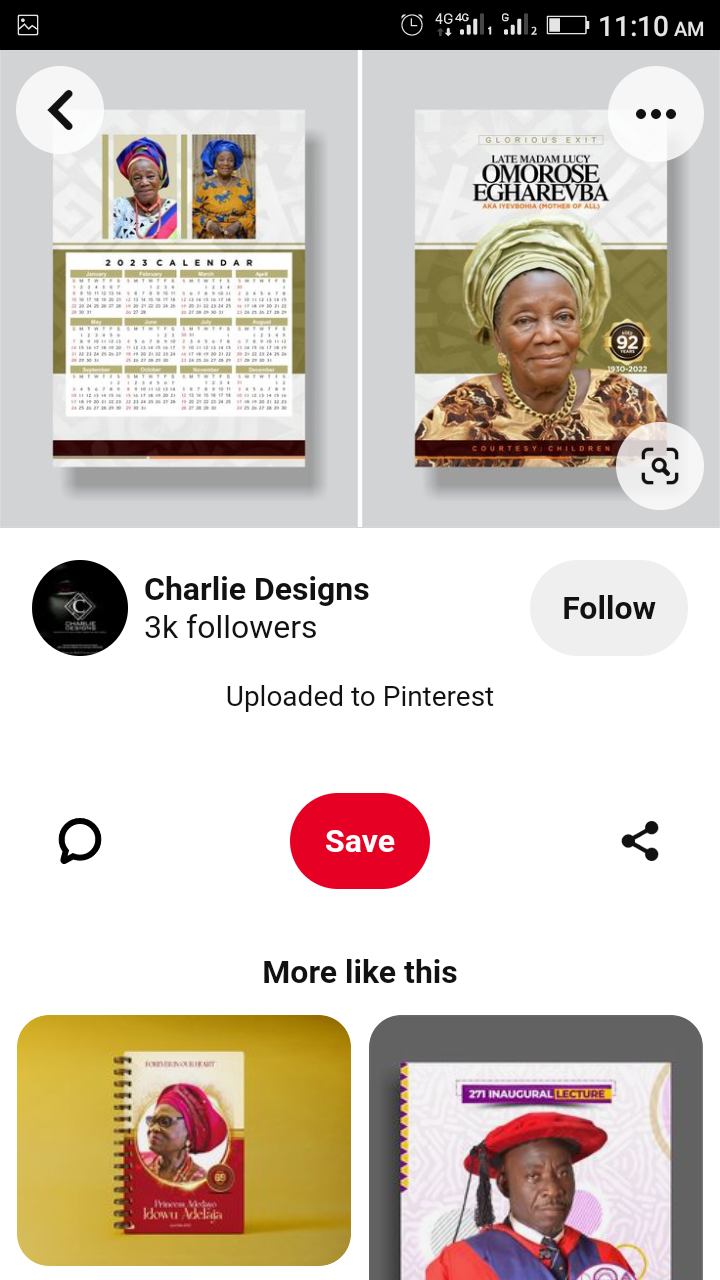 4G 4G
1
G
2
11:10 AM
2023 CALENDAR
January February March April
May June July August
September October November December
GLORIOUS EXIT
LATE MADAM LUCY
OMOROSE
EGHAREVBA
AKA IYEVBOHIA (MOTHER OF ALL)
AGED
92
YEARS
1930-2022
COURTESY: CHILDREN
CHARLIE
DESIGNS
Charlie Designs
3k followers
Follow
Uploaded to Pinterest
Save
More like this
FOREVER IN OUR HEART
Princess Adedayo
Idowu Adelaja
271 INAUGURAL LECTURE